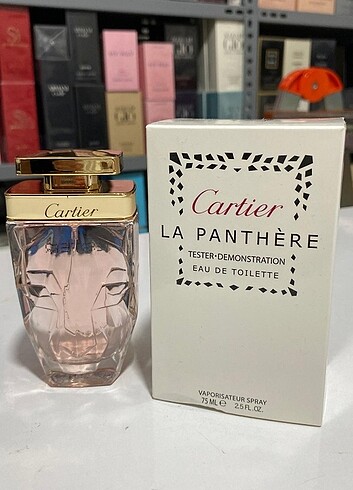 Cartier
Cartier
LA PANTHÈRE
TESTER•DEMONSTRATION
EAU DE TOILETTE
VAPORISATEUR SPRAY
75 ML e 2.5 FL.OZ.